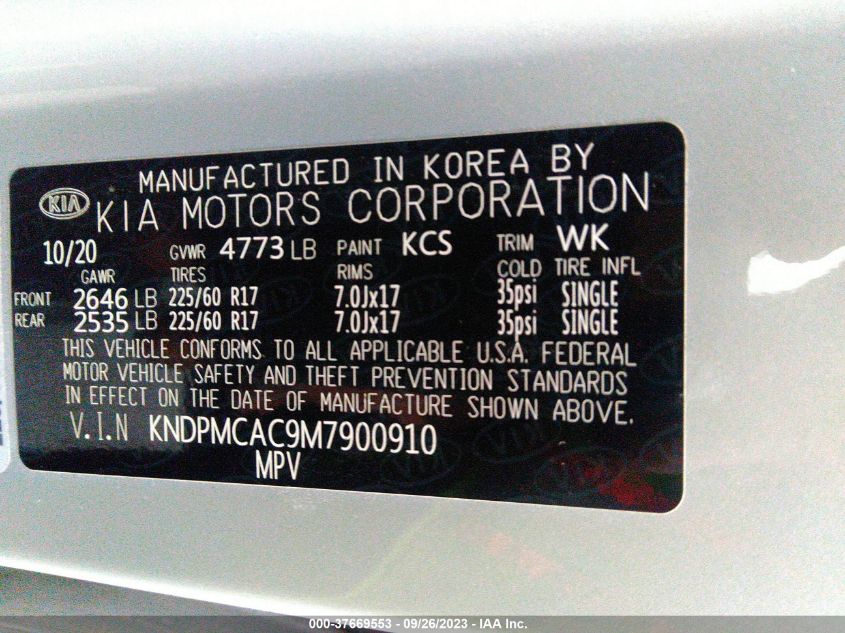 MANUFACTURED IN KOREA BY
KIA KIA MOTORS CORPORATION
10/20 GVWR 4773 LB PAINT KCS TRIM WK
GAWR TIRES RIMS COLD TIRE INFL
FRONT 2646 LB 225/60 R17 7.0Jx17 35psi SINGLE
REAR 2535 LB 225/60 R17 7.0Jx17 35psi SINGLE
THIS VEHICLE CONFORMS TO ALL APPLICABLE U.S.A. FEDERAL
MOTOR VEHICLE SAFETY AND THEFT PREVENTION STANDARDS
IN EFFECT ON THE DATE OF MANUFACTURE SHOWN ABOVE.
V.I.N KNDPMCAC9M7900910
MPV
000-37669553 - 09/26/2023 - IAA Inc.